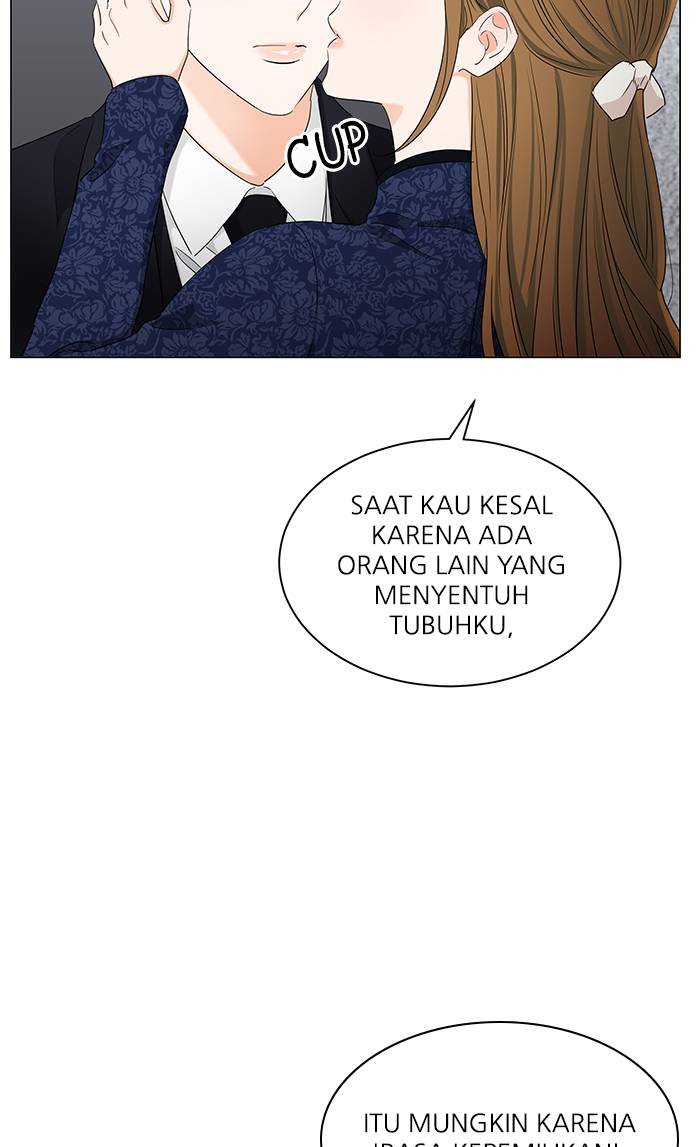 CUP
SAAT KAU KESAL
KARENA ADA
ORANG LAIN YANG
MENYENTUH
TUBUHKU,
ITU MUNGKIN KARENA